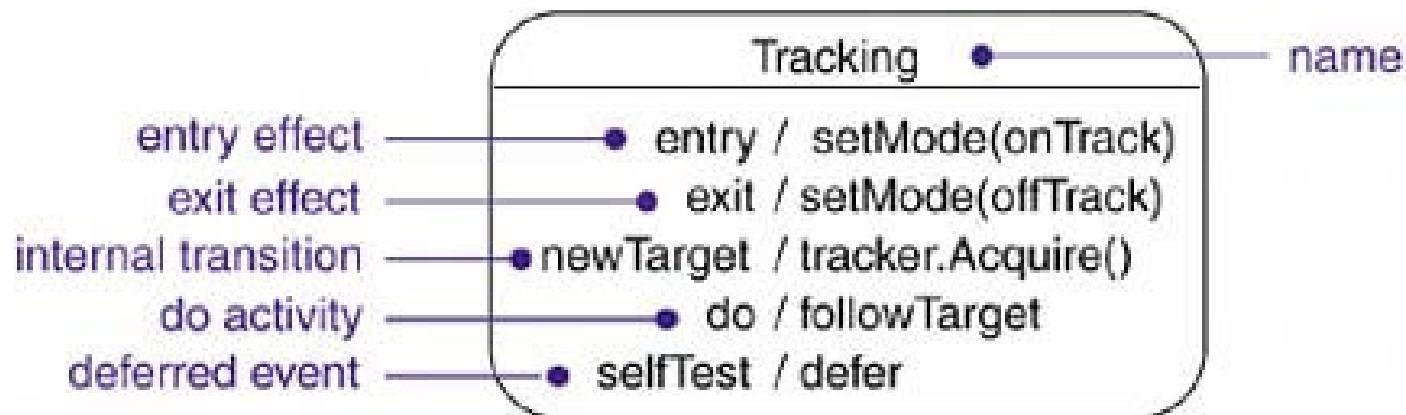 Tracking name
entry effect entry / setMode(onTrack)
exit effect exit / setMode(offTrack)
internal transition newTarget / tracker.Acquire()
do activity do / followTarget
deferred event selfTest / defer